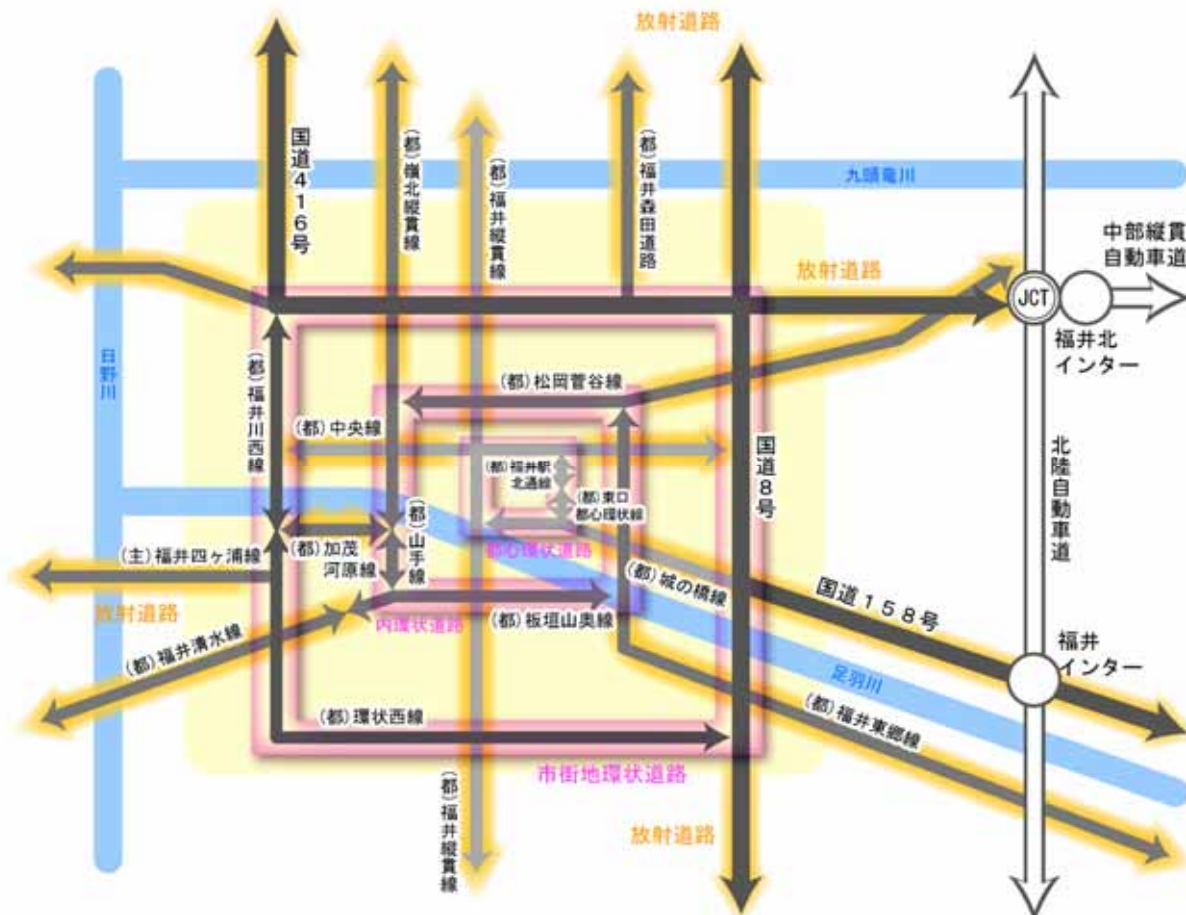 放射道路
国道416号
(都)嶺北縦貫線
(都)福井縦貫線
(都)福井森田道路
九頭竜川
中部縦貫
自動車道
放射道路
JCT
福井北
インター
日野川
(都)福井川西線
(都)松岡菅谷線
(都)中央線
国道8号
北陸自動車道
(都)福井駅
北通線
(都)東口
都心環状線
都心環状道路
(都)山手線
(都)加茂
河原線
(主)福井四ヶ浦線
放射道路
内環状道路
(都)板垣山奥線
(都)城の橋線
国道158号
福井
インター
足羽川
(都)福井清水線
(都)福井東郷線
(都)環状西線
市街地環状道路
(都)福井縦貫線
放射道路